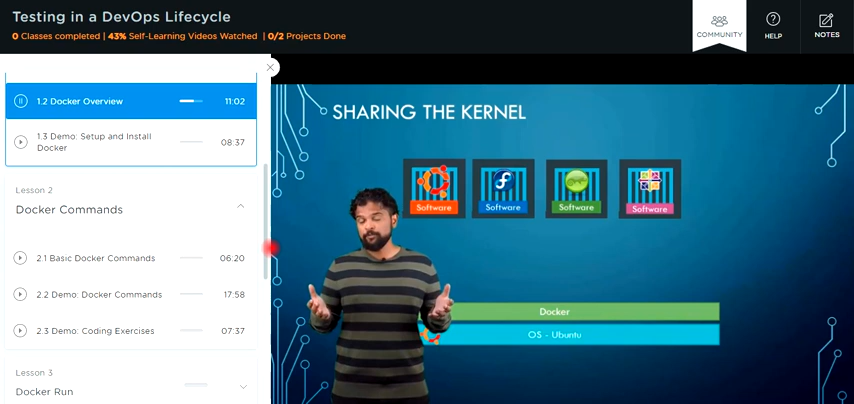 Testing in a DevOps Lifecycle
0 Classes completed | 43% Self-Learning Videos Watched | 0/2 Projects Done
COMMUNITY
HELP
NOTES
1.2 Docker Overview
11:02
1.3 Demo: Setup and Install
Docker
08:37
Lesson 2
Docker Commands
2.1 Basic Docker Commands
06:20
2.2 Demo: Docker Commands
17:58
2.3 Demo: Coding Exercises
07:37
Lesson 3
Docker Run
SHARING THE KERNEL
Software
Software
Software
Software
Docker
OS - Ubuntu